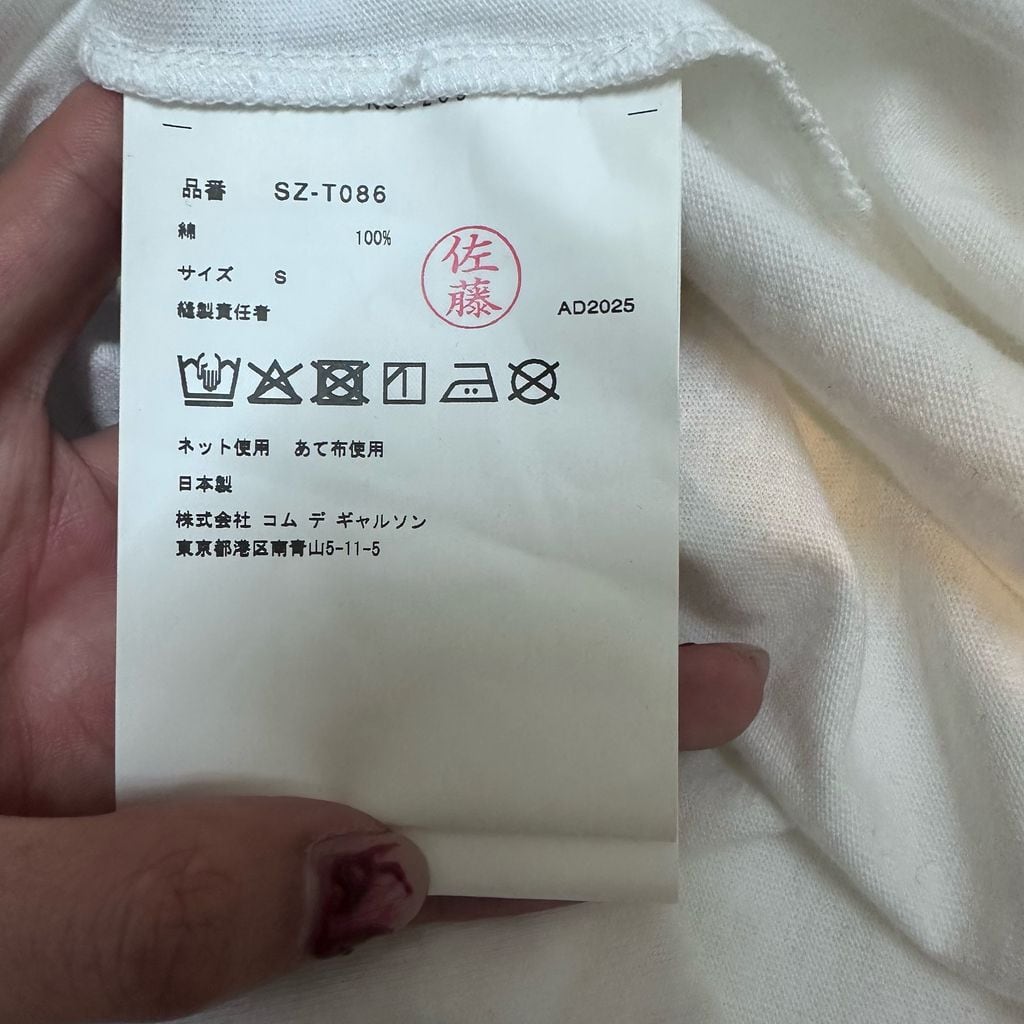 品番 SZ-T086
綿 100%
サイズ S
縫製責任者 佐藤 AD2025
ネット使用 あて布使用
日本製
株式会社 コム デ ギャルソン
東京都港区南青山5-11-5